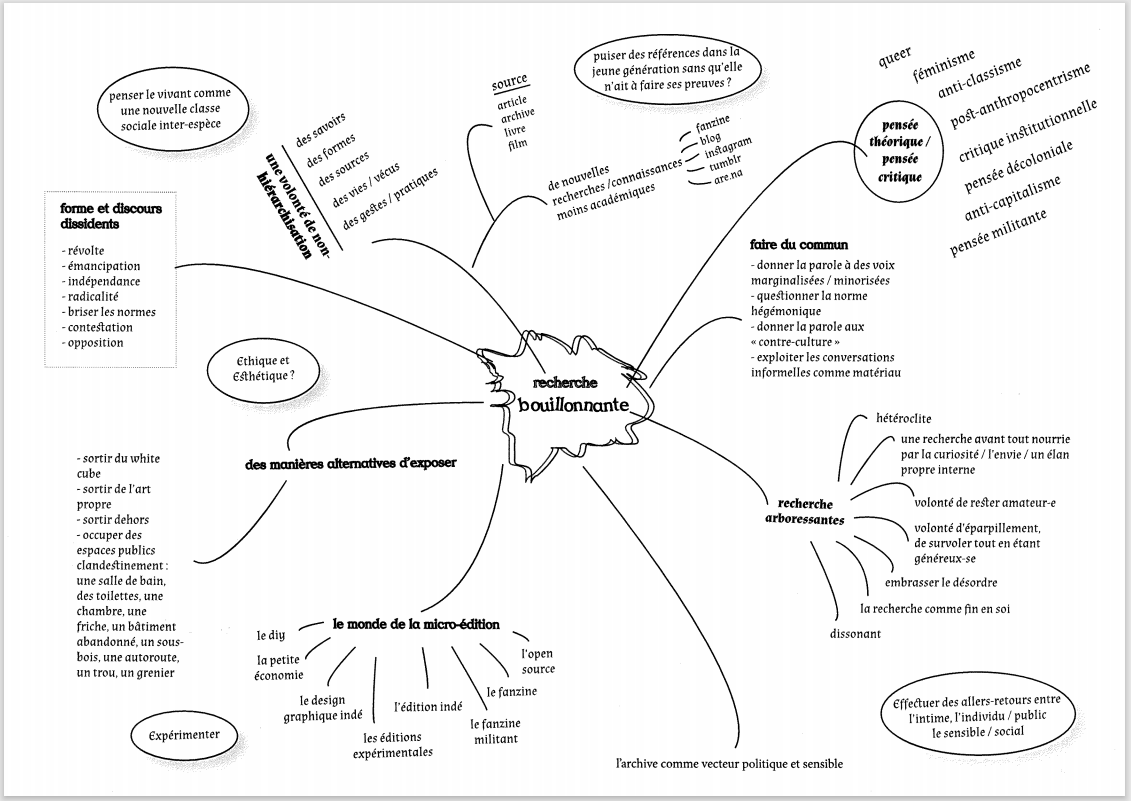 penser le vivant comme
une nouvelle classe
sociale inter-espèce
une volonté de non-
hiérarchisation
des savoirs
des formes
des sources
des vies / vécus
des gestes / pratiques
source
article
archive
livre
film
puiser des références dans la
jeune génération sans qu'elle
n'ait à faire ses preuves ?
de nouvelles
recherches /connaissances
moins académiques
fanzine
blog
instagram
tumblr
are.na
pensée
théorique /
pensée
critique
queer
féminisme
anti-classisme
post-anthropocentrisme
critique institutionnelle
pensée décoloniale
anti-capitalisme
pensée militante
forme et discours
dissidents
- révolte
- émancipation
- indépendance
- radicalité
- briser les normes
- contestation
- opposition
faire du commun
- donner la parole à des voix
marginalisées / minorisées
- questionner la norme
hégémonique
- donner la parole aux
« contre-culture »
- exploiter les conversations
informelles comme matériau
Ethique et
Esthétique ?
recherche
bouillonnante
des manières alternatives d'exposer
- sortir du white
cube
- sortir de l'art
propre
- sortir dehors
- occuper des
espaces publics
clandestinement :
une salle de bain,
des toilettes, une
chambre, une
friche, un bâtiment
abandonné, un sous-
bois, une autoroute,
un trou, un grenier
recherche
arboressantes
hétéroclite
une recherche avant tout nourrie
par la curiosité / l'envie / un élan
propre interne
volonté de rester amateur-e
volonté d'éparpillement,
de survoler tout en étant
généreux-se
embrasser le désordre
la recherche comme fin en soi
dissonant
le monde de la micro-édition
le diy
la petite
économie
le design
graphique indé
les éditions
expérimentales
l'édition indé
le fanzine
militant
le fanzine
l'open
source
Expérimenter
l'archive comme vecteur politique et sensible
Effectuer des allers-retours entre
l'intime, l'individu / public
le sensible / social